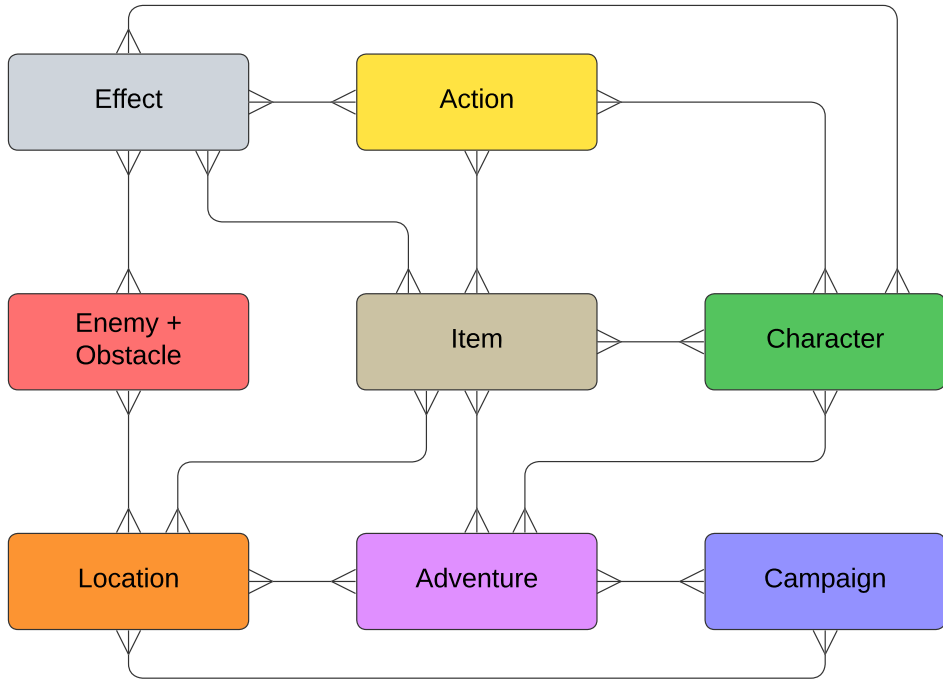 Effect
Action
Enemy +
Obstacle
Item
Character
Location
Adventure
Campaign